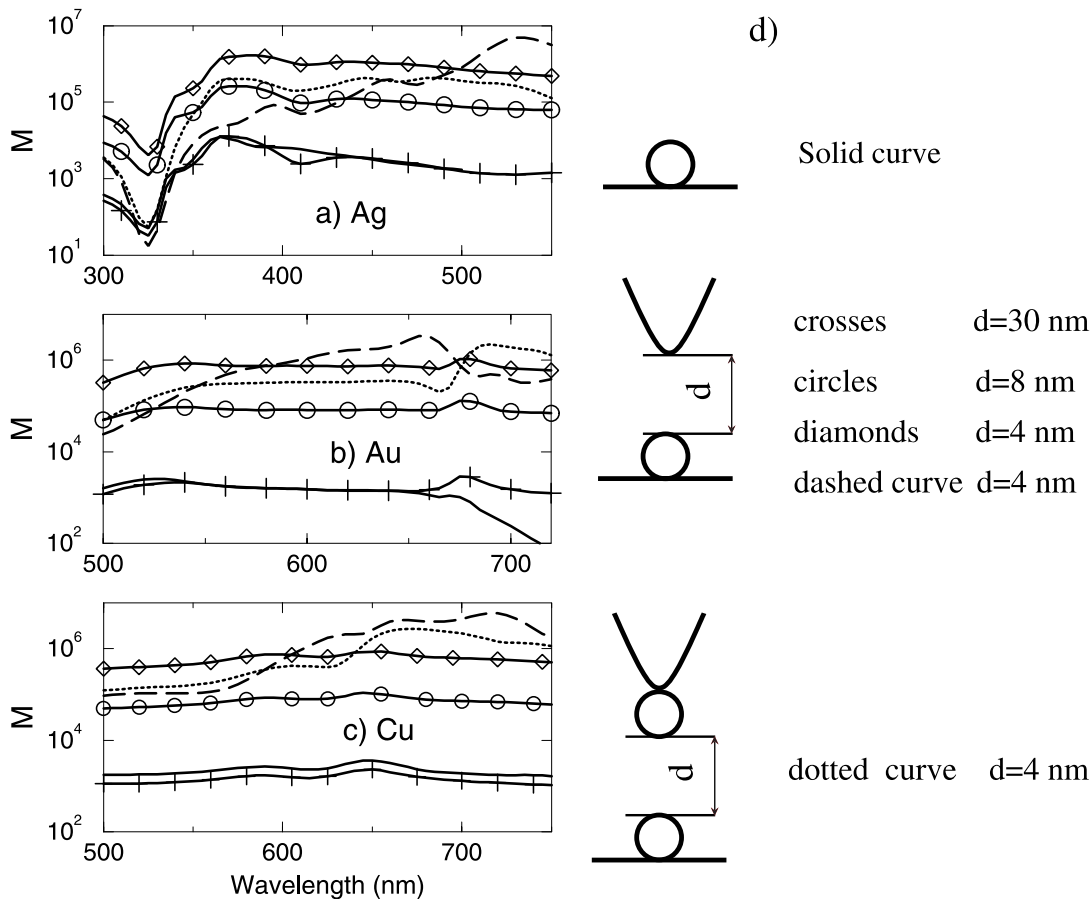 10^7
10^5
10^3
10^1
M
a) Ag
300 400 500
10^6
10^4
10^2
M
b) Au
500 600 700
10^6
10^4
10^2
M
c) Cu
500 600 700
Wavelength (nm)
d)
Solid curve
d
crosses d=30 nm
circles d=8 nm
diamonds d=4 nm
dashed curve d=4 nm
d
dotted curve d=4 nm